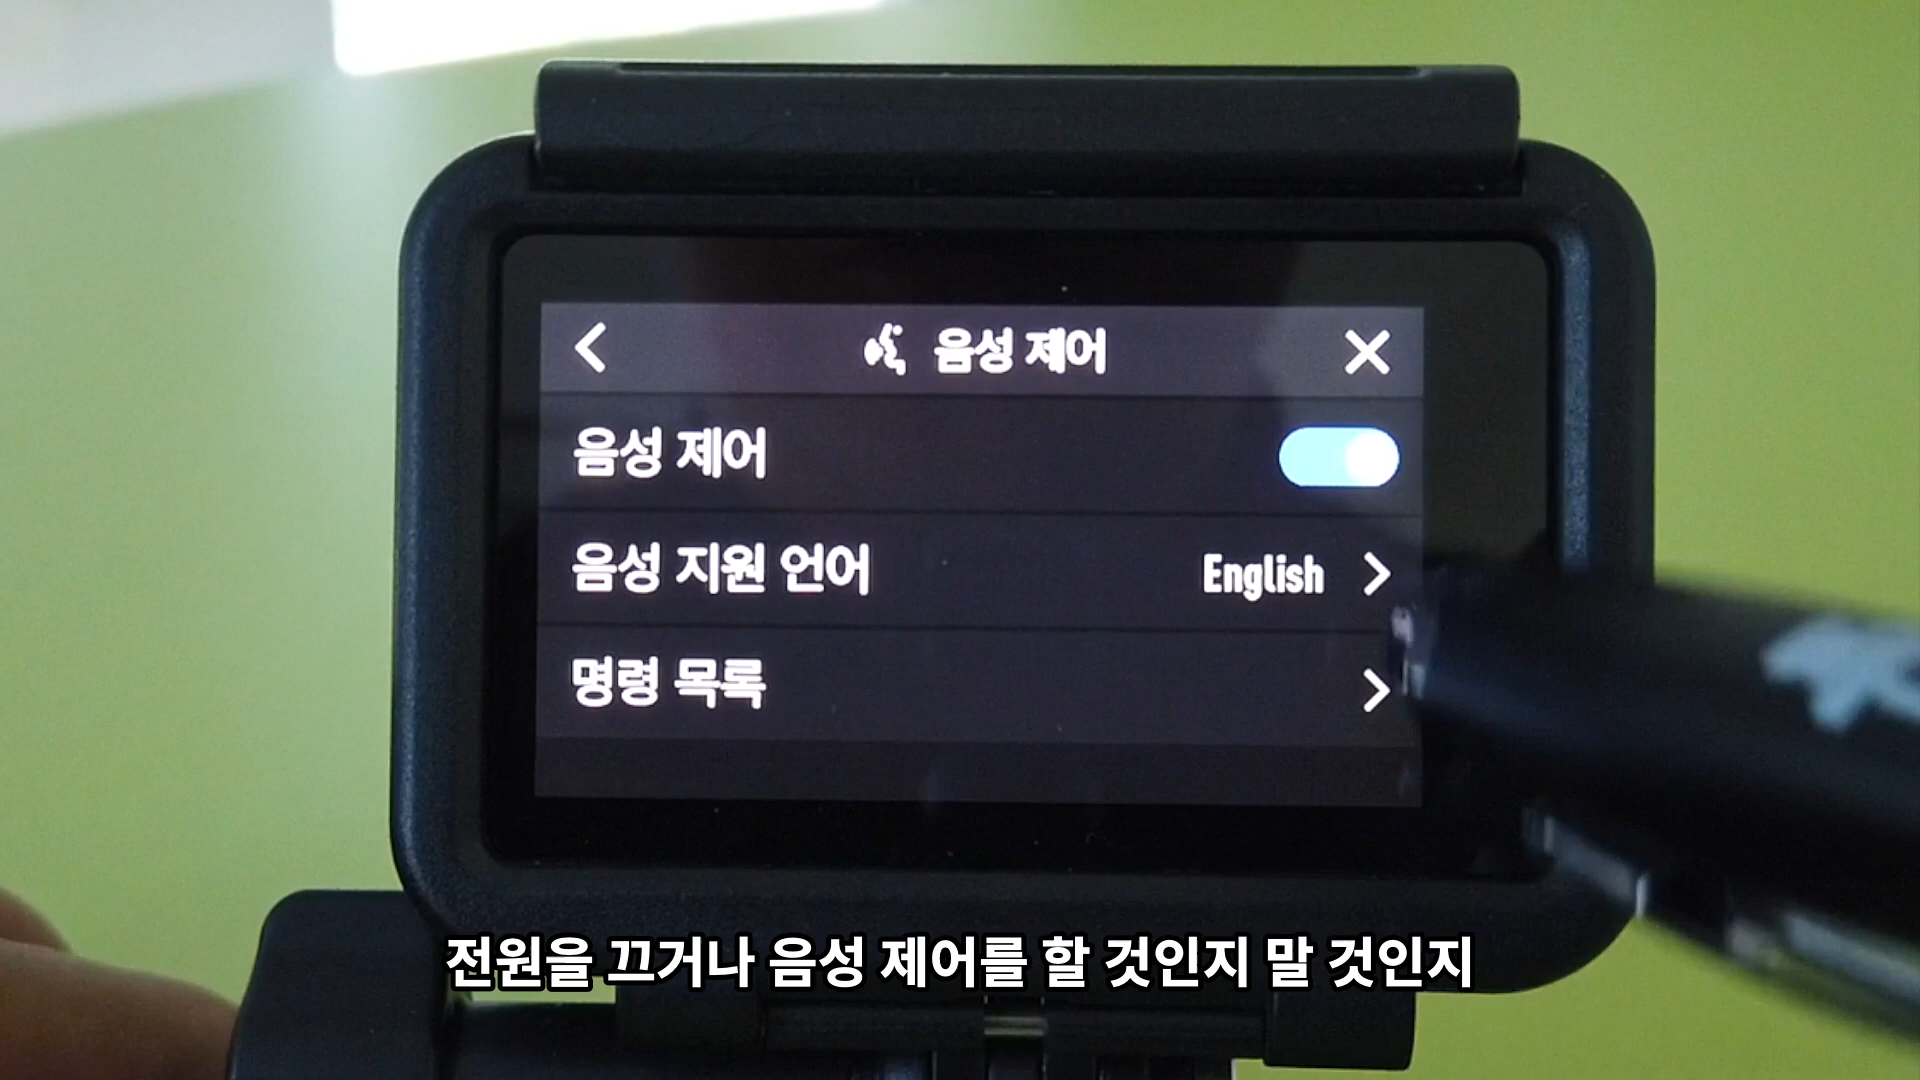 음성 제어
음성 제어
음성 지원 언어 English
명령 목록
전원을 끄거나 음성 제어를 할 것인지 말 것인지